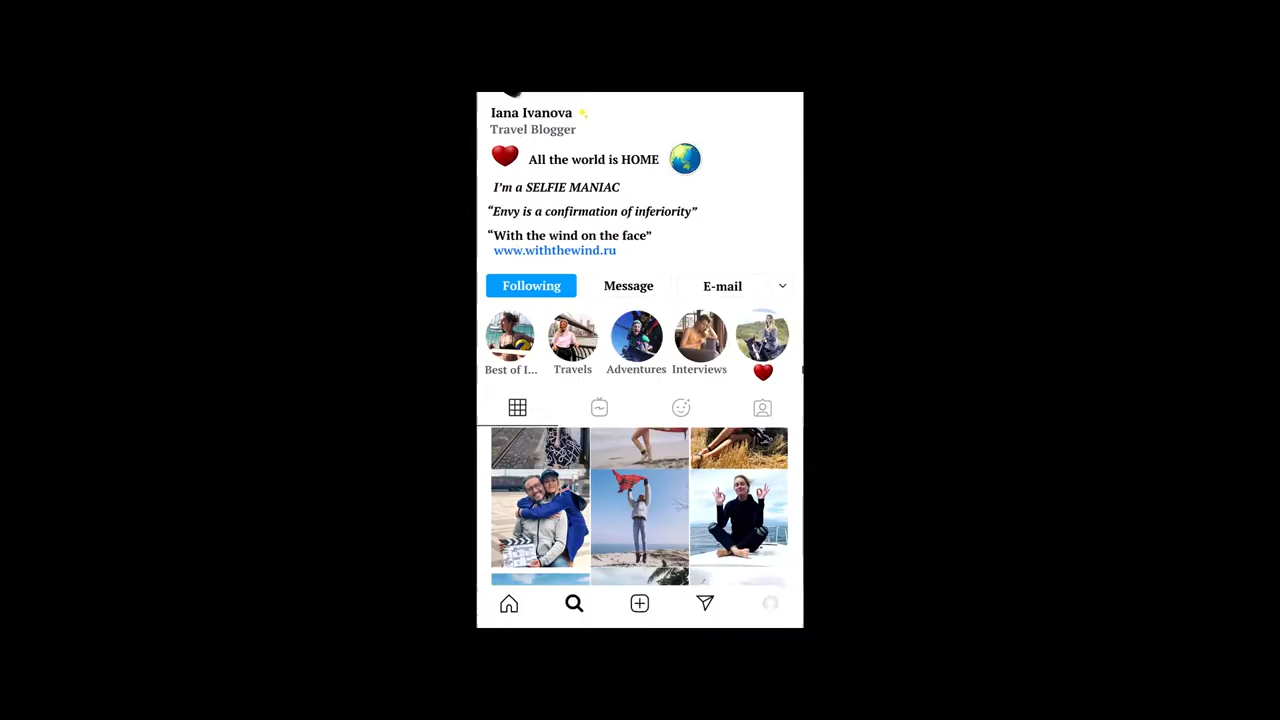 Iana Ivanova
Travel Blogger
All the world is HOME
I'm a SELFIE MANIAC
“Envy is a confirmation of inferiority”
“With the wind on the face”
www.withthewind.ru
Following Message E-mail
Best of I... Travels Adventures Interviews